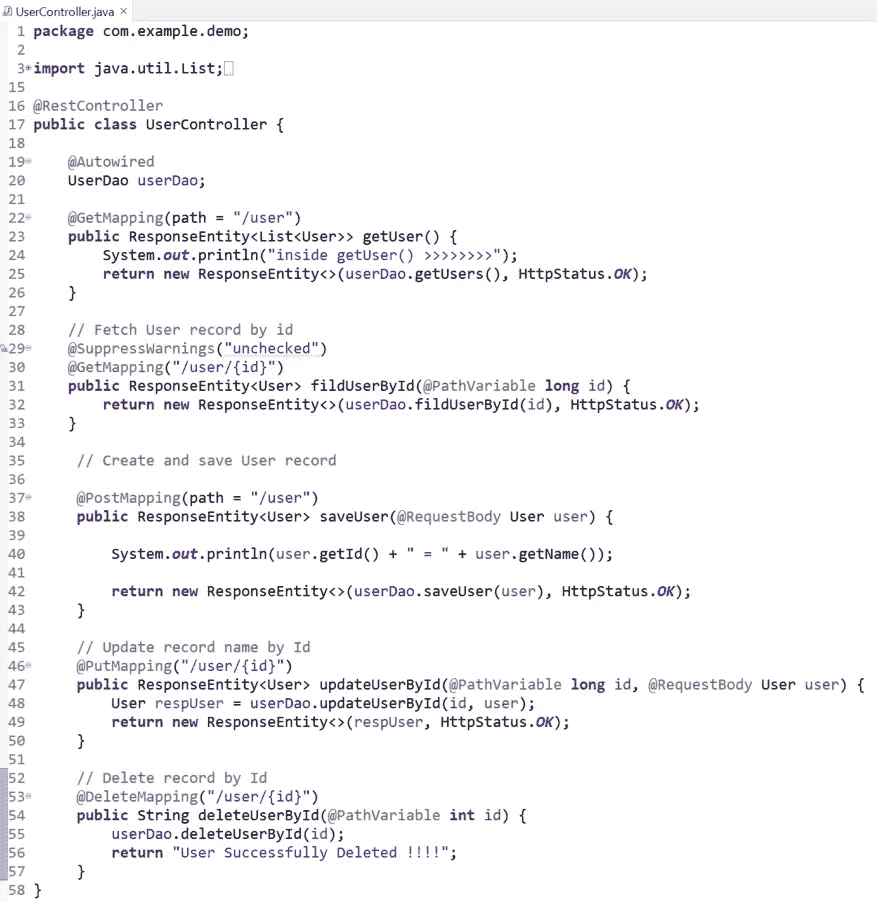 UserController.java ×
1 package com.example.demo;
2
3 import java.util.List;
15
16 @RestController
17 public class UserController {
18
19     @Autowired
20     UserDao userDao;
21
22     @GetMapping(path = "/user")
23     public ResponseEntity<List<User>> getUser() {
24         System.out.println("inside getUser() >>>>>>>>");
25         return new ResponseEntity<>(userDao.getUsers(), HttpStatus.OK);
26     }
27
28     // Fetch User record by id
29     @SuppressWarnings("unchecked")
30     @GetMapping("/user/{id}")
31     public ResponseEntity<User> fildUserById(@PathVariable long id) {
32         return new ResponseEntity<>(userDao.fildUserById(id), HttpStatus.OK);
33     }
34
35      // Create and save User record
36
37      @PostMapping(path = "/user")
38      public ResponseEntity<User> saveUser(@RequestBody User user) {
39
40          System.out.println(user.getId() + " = " + user.getName());
41
42          return new ResponseEntity<>(userDao.saveUser(user), HttpStatus.OK);
43      }
44
45      // Update record name by Id
46      @PutMapping("/user/{id}")
47      public ResponseEntity<User> updateUserById(@PathVariable long id, @RequestBody User user) {
48          User respUser = userDao.updateUserById(id, user);
49          return new ResponseEntity<>(respUser, HttpStatus.OK);
50      }
51
52      // Delete record by Id
53      @DeleteMapping("/user/{id}")
54      public String deleteUserById(@PathVariable int id) {
55          userDao.deleteUserById(id);
56          return "User Successfully Deleted !!!!";
57      }
58 }